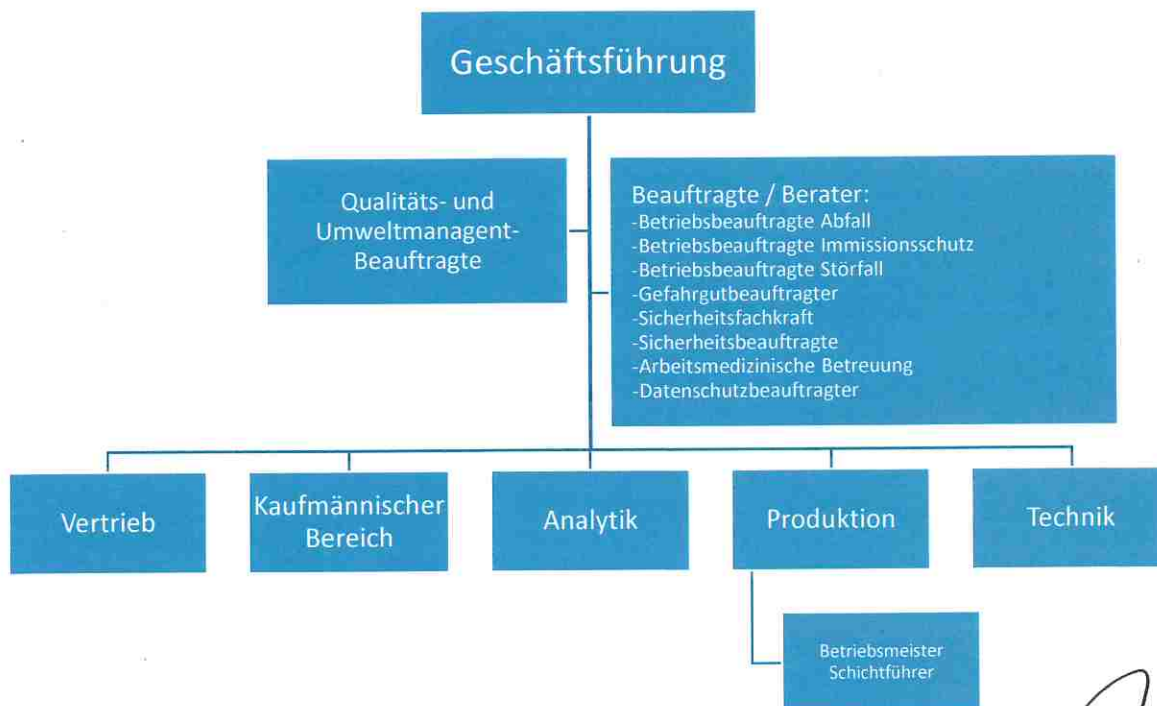 Geschäftsführung
Qualitäts- und
Umweltmanagent-
Beauftragte
Beauftragte / Berater:
-Betriebsbeauftragte Abfall
-Betriebsbeauftragte Immissionsschutz
-Betriebsbeauftragte Störfall
-Gefahrgutbeauftragter
-Sicherheitsfachkraft
-Sicherheitsbeauftragte
-Arbeitsmedizinische Betreuung
-Datenschutzbeauftragter
Vertrieb
Kaufmännischer
Bereich
Analytik
Produktion
Technik
Betriebsmeister
Schichtführer